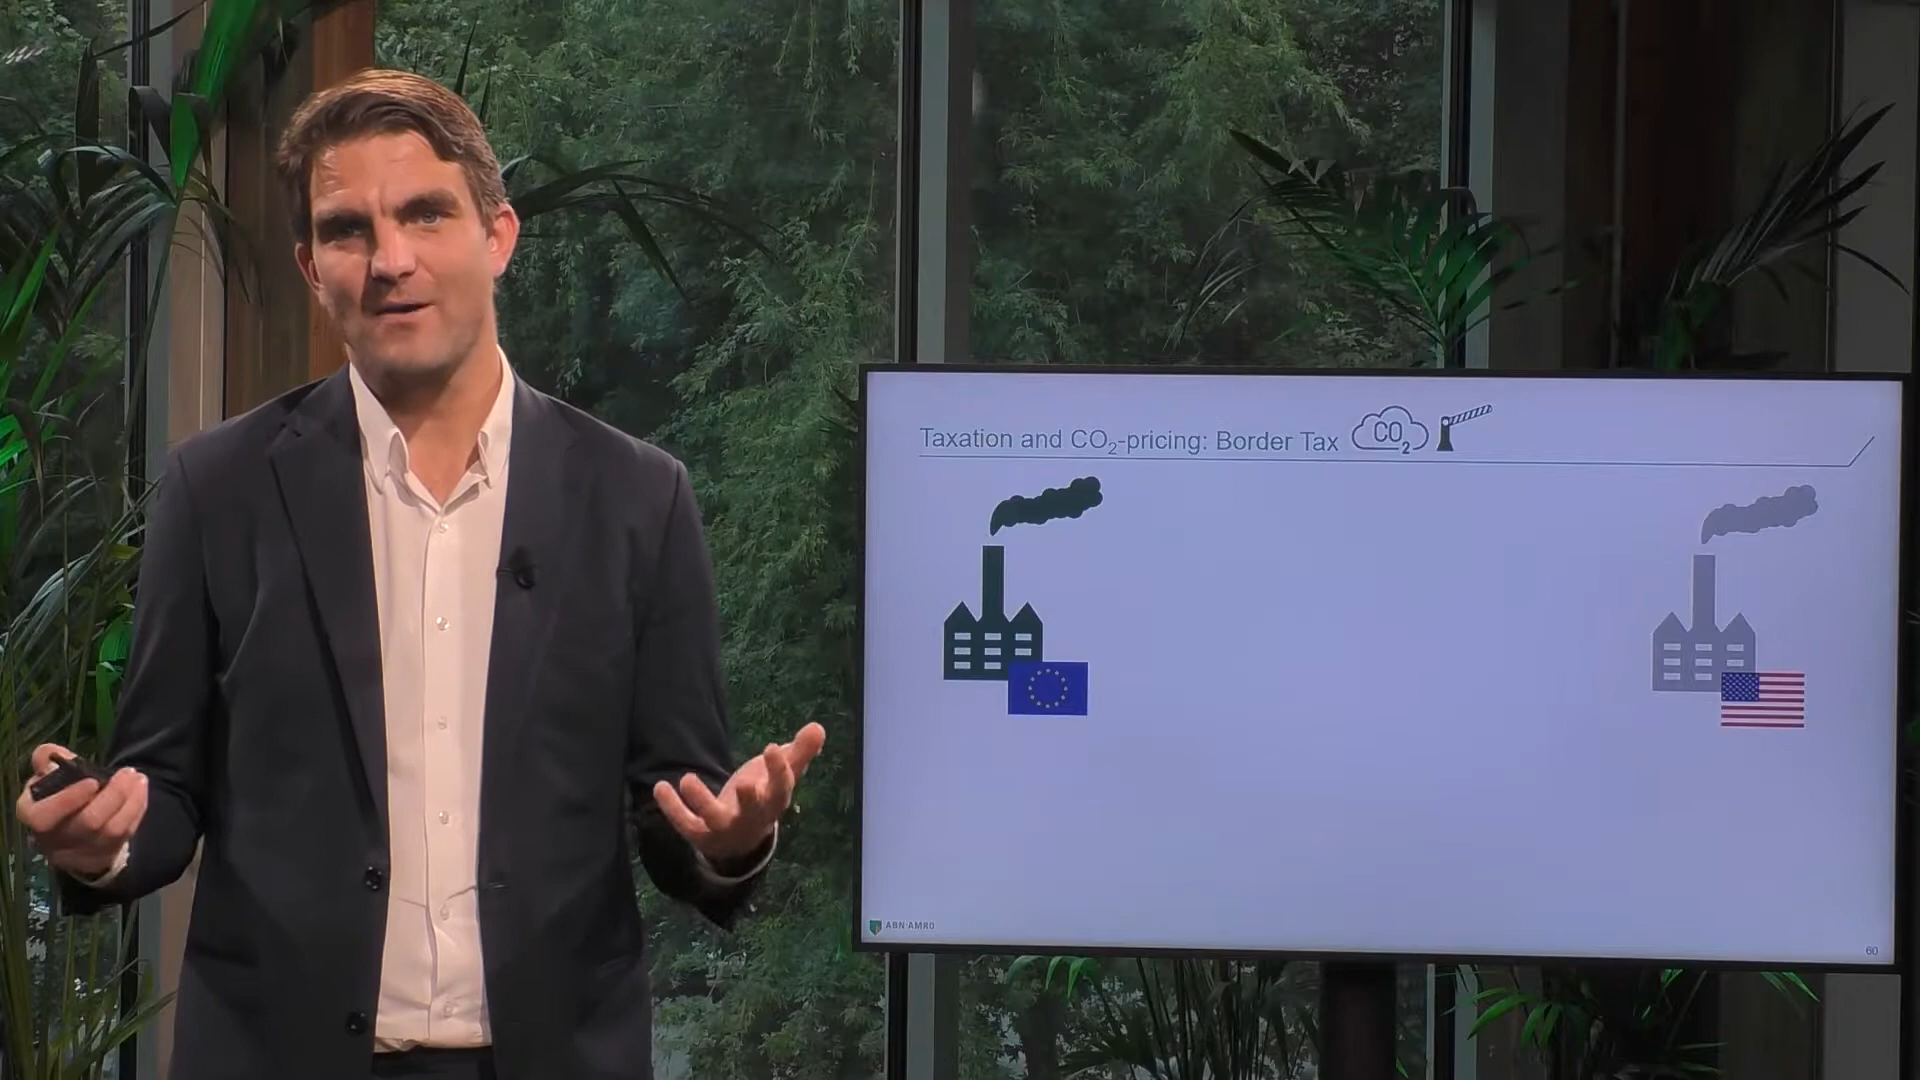 Taxation and CO₂-pricing: Border Tax
CO₂
ABN·AMRO
60